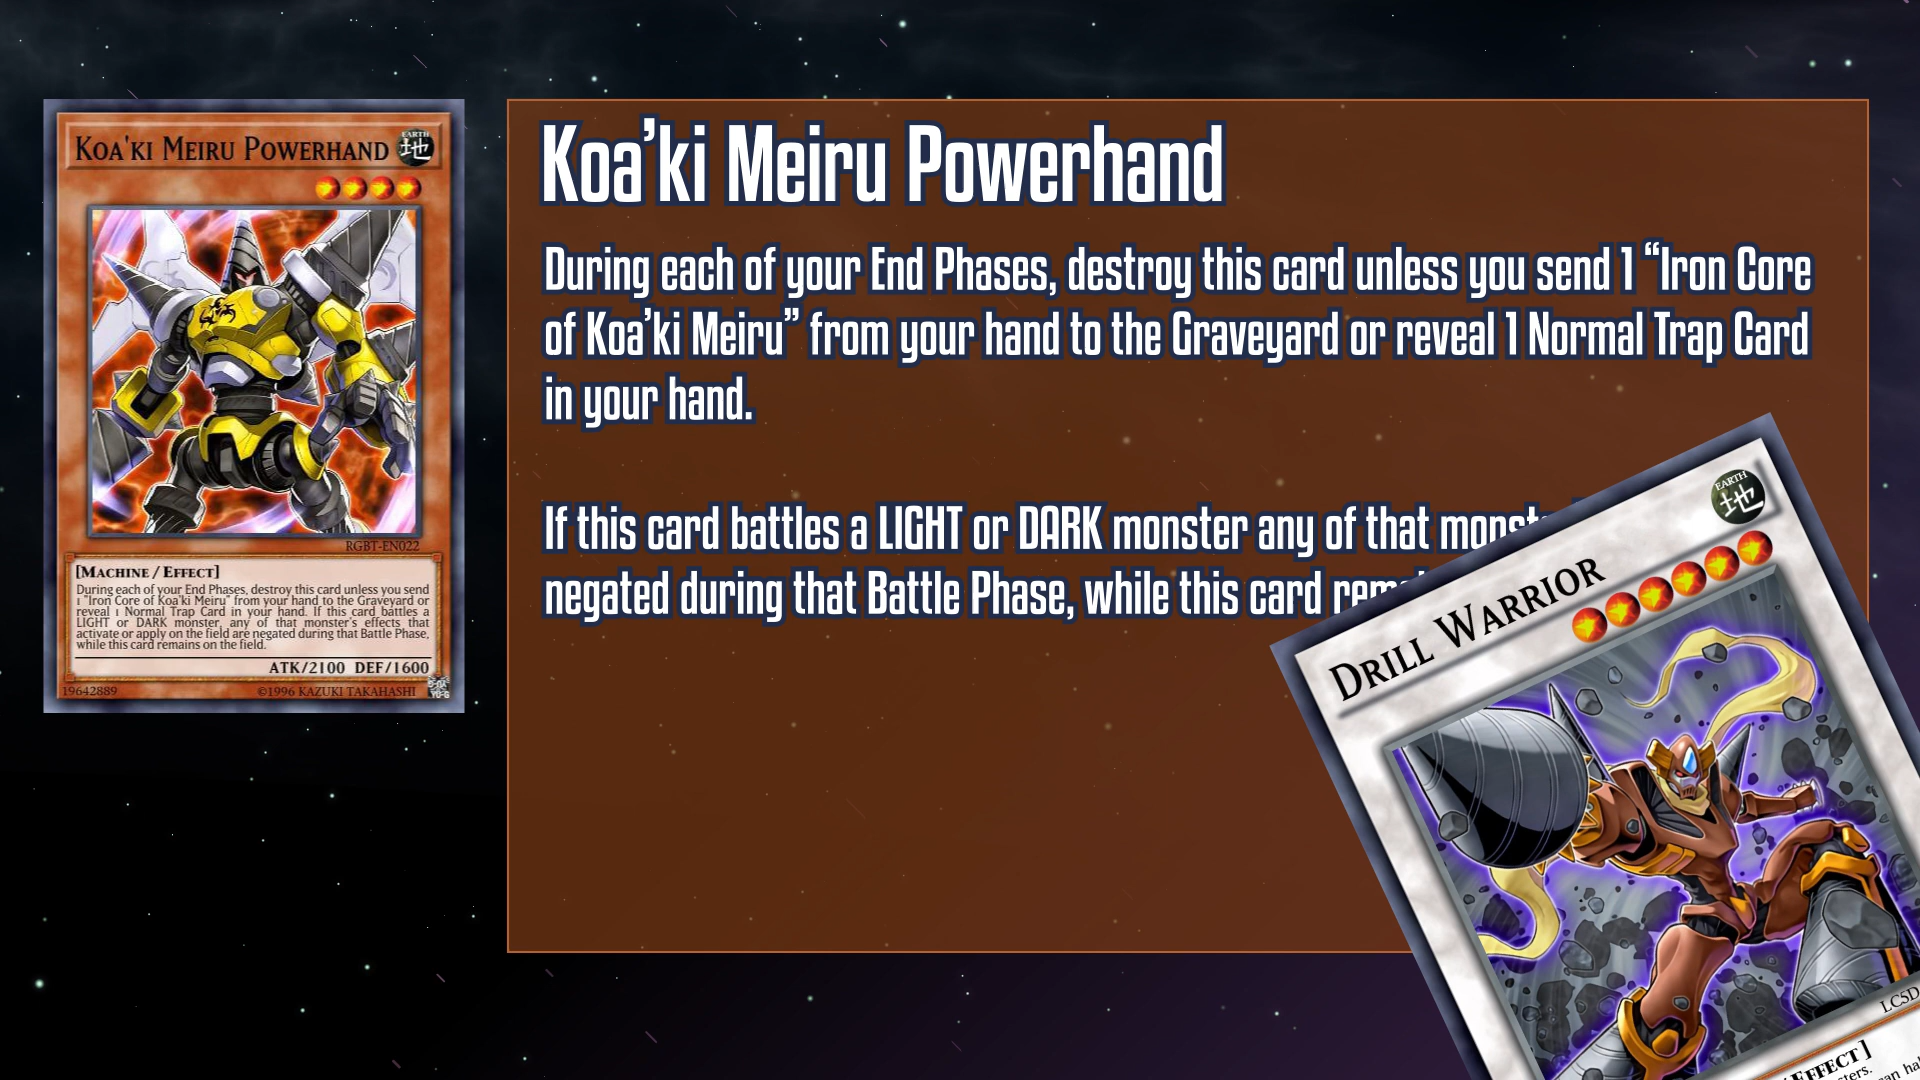 Koa'ki Meiru Powerhand
EARTH
地
RGBT-EN022
[Machine / Effect]
During each of your End Phases, destroy this card unless you send
1 "Iron Core of Koa'ki Meiru" from your hand to the Graveyard or
reveal 1 Normal Trap Card in your hand. If this card battles a
LIGHT or DARK monster, any of that monster's effects that
activate or apply on the field are negated during that Battle Phase,
while this card remains on the field.
ATK/2100 DEF/1600
19642889
©1996 KAZUKI TAKAHASHI
Koa’ki Meiru Powerhand
During each of your End Phases, destroy this card unless you send 1 “Iron Core
of Koa’ki Meiru” from your hand to the Graveyard or reveal 1 Normal Trap Card
in your hand.
If this card battles a LIGHT or DARK monster any of that monst
negated during that Battle Phase, while this card rem
Drill Warrior
EARTH
地
LC5D
EFFECT]